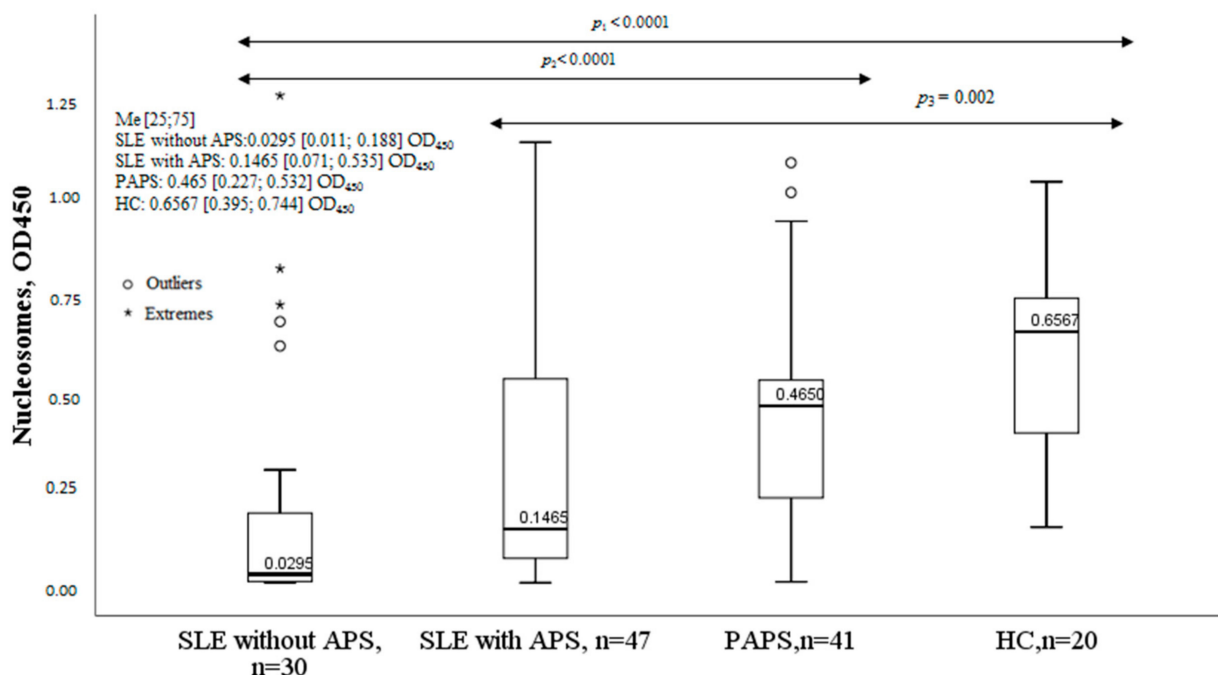 p₁ < 0.0001
p₂ < 0.0001
p₃ = 0.002
Me [25;75]
SLE without APS:0.0295 [0.011; 0.188] OD₄₅₀
SLE with APS: 0.1465 [0.071; 0.535] OD₄₅₀
PAPS: 0.465 [0.227; 0.532] OD₄₅₀
HC: 0.6567 [0.395; 0.744] OD₄₅₀
○ Outliers
* Extremes
Nucleosomes, OD450
1.25
1.00
0.75
0.50
0.25
0.00
0.0295
0.1465
0.4650
0.6567
SLE without APS,
n=30
SLE with APS, n=47
PAPS,n=41
HC,n=20